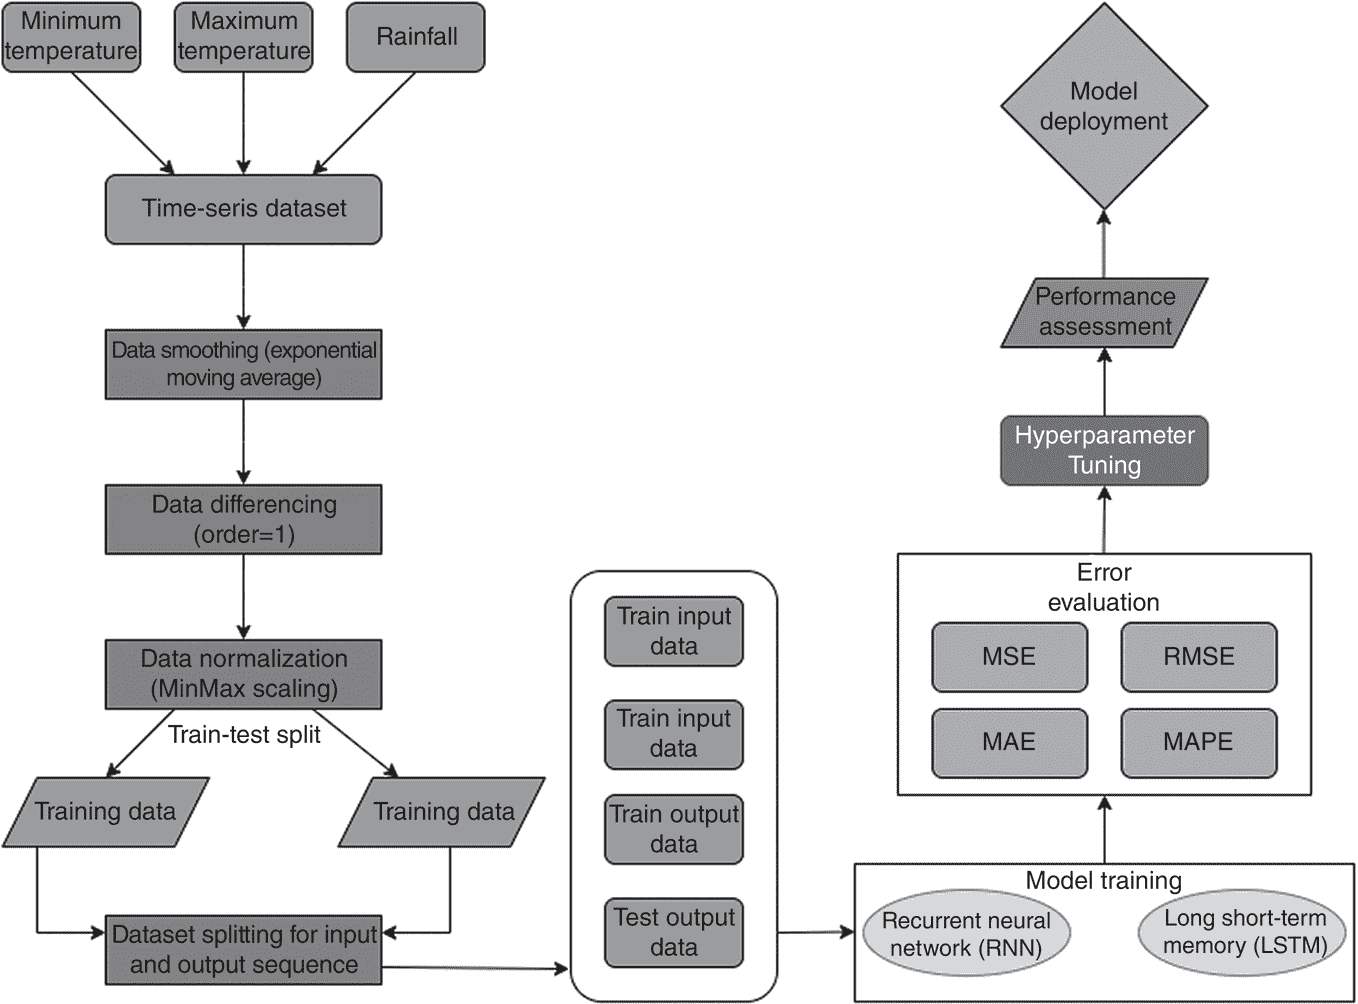 Minimum
temperature
Maximum
temperature
Rainfall
Time-seris dataset
Data smoothing (exponential
moving average)
Data differencing
(order=1)
Data normalization
(MinMax scaling)
Train-test split
Training data
Training data
Dataset splitting for input
and output sequence
Train input
data
Train input
data
Train output
data
Test output
data
Model training
Recurrent neural
network (RNN)
Long short-term
memory (LSTM)
Error
evaluation
MSE
RMSE
MAE
MAPE
Hyperparameter
Tuning
Performance
assessment
Model
deployment